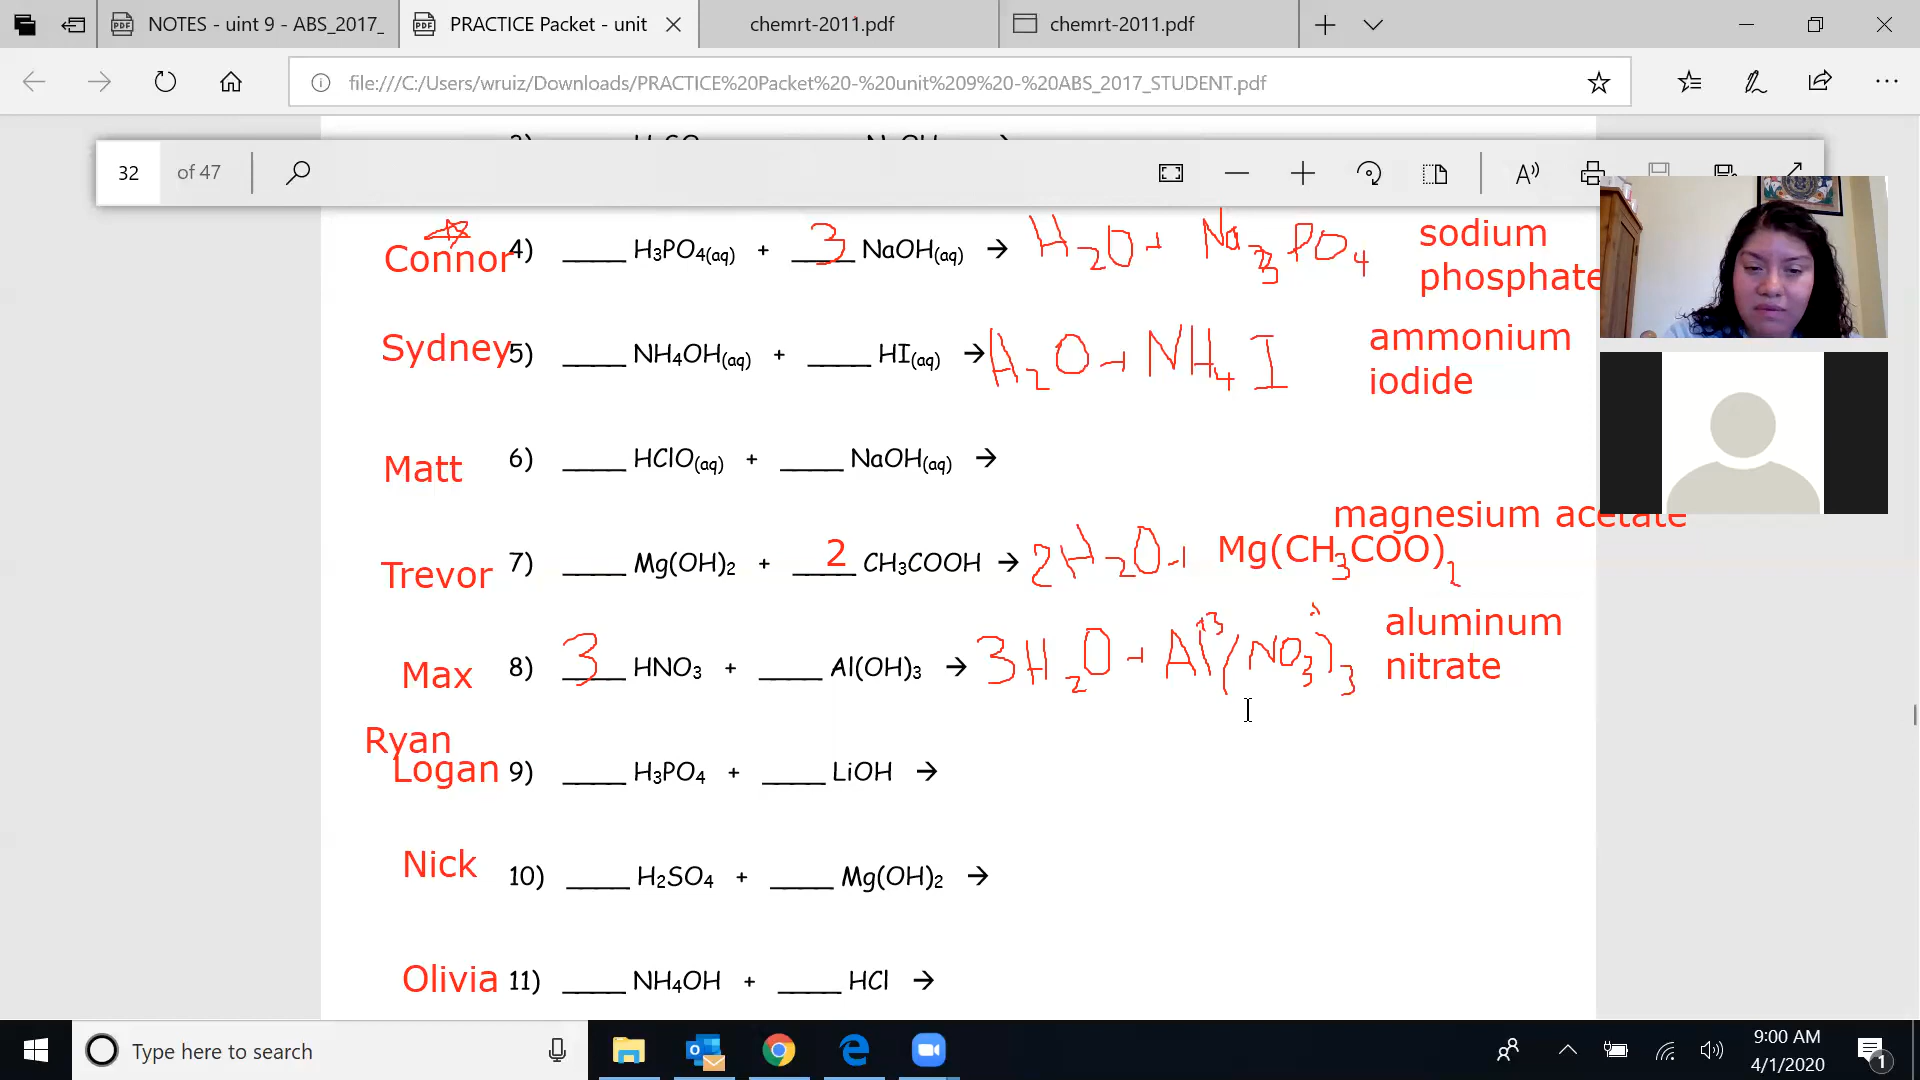 NOTES - uint 9 - ABS_2017_
PRACTICE Packet - unit
chemrt-2011.pdf
chemrt-2011.pdf
file:///C:/Users/wruiz/Downloads/PRACTICE%20Packet%20-%20unit%209%20-%20ABS_2017_STUDENT.pdf
32 of 47
Connor 4) ____ H3PO4(aq) + 3 NaOH(aq) → H2O + Na3PO4 sodium
phosphate
Sydney 5) ____ NH4OH(aq) + ____ HI(aq) → H2O + NH4I ammonium
iodide
Matt 6) ____ HClO(aq) + ____ NaOH(aq) →
magnesium acetate
Trevor 7) ____ Mg(OH)2 + 2 CH3COOH → 2H2O + Mg(CH3COO)2
Max 8) 3 HNO3 + ____ Al(OH)3 → 3H2O + Al+3(NO3)3 aluminum
nitrate
Ryan
Logan 9) ____ H3PO4 + ____ LiOH →
Nick 10) ____ H2SO4 + ____ Mg(OH)2 →
Olivia 11) ____ NH4OH + ____ HCl →
Type here to search
9:00 AM
4/1/2020
1